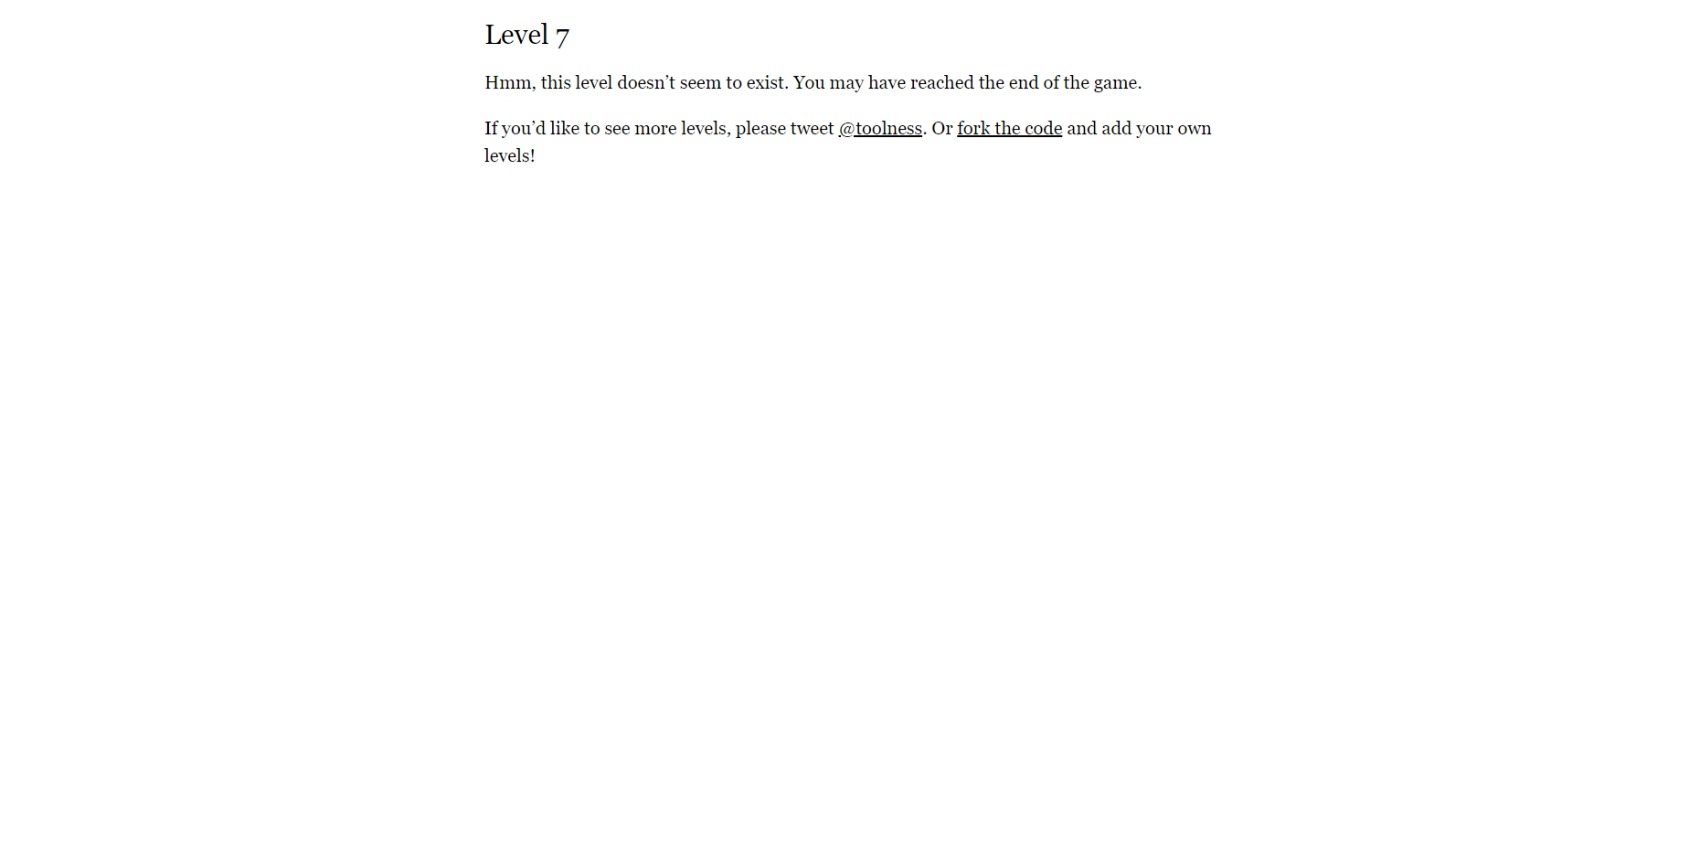 Level 7
Hmm, this level doesn’t seem to exist. You may have reached the end of the game.
If you’d like to see more levels, please tweet @toolness. Or fork the code and add your own
levels!